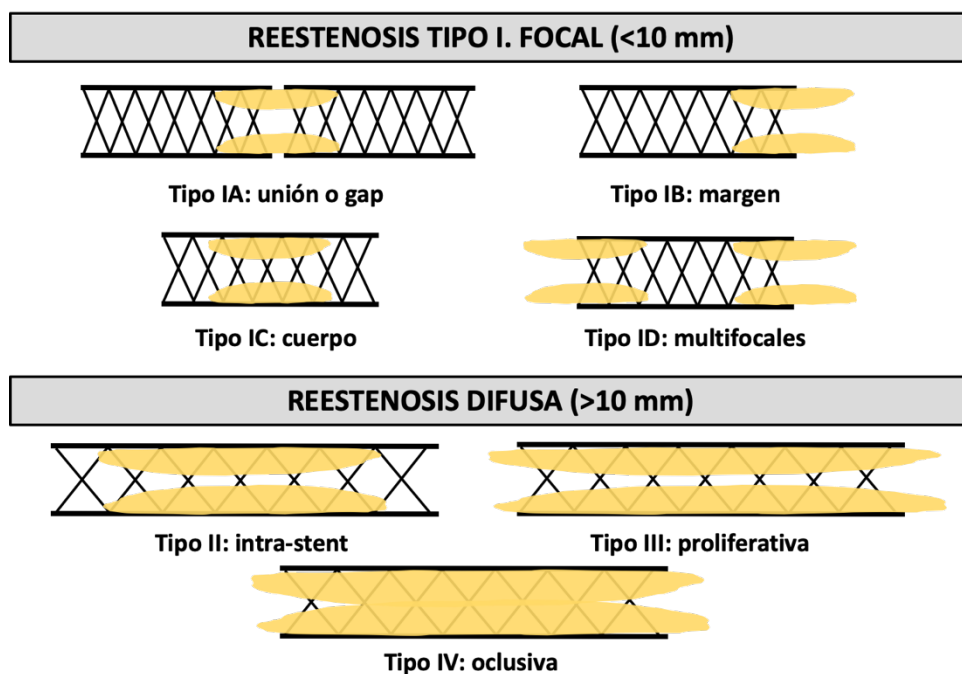 REESTENOSIS TIPO I. FOCAL (<10 mm)
Tipo IA: unión o gap
Tipo IB: margen
Tipo IC: cuerpo
Tipo ID: multifocales
REESTENOSIS DIFUSA (>10 mm)
Tipo II: intra-stent
Tipo III: proliferativa
Tipo IV: oclusiva